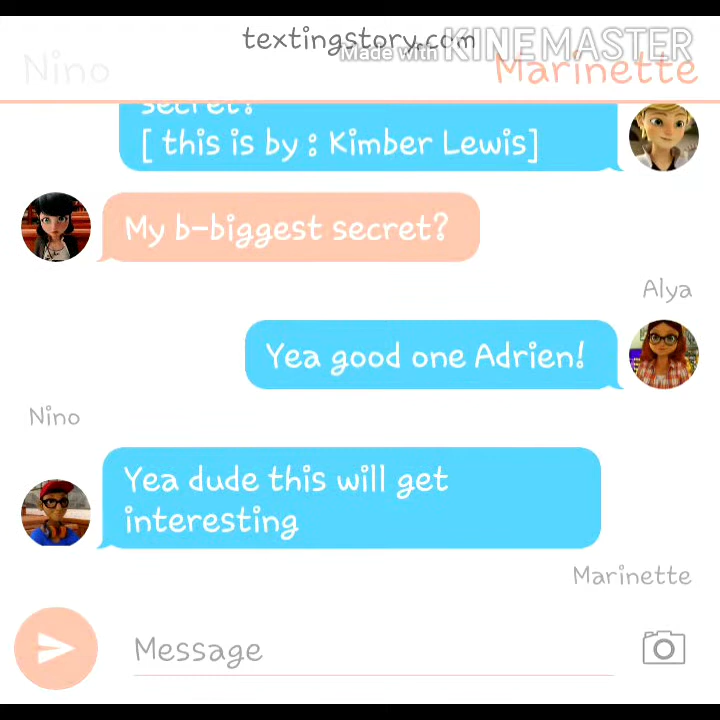 textingstory.com
Made with KINEMASTER
Nino
Marinette
secret?
[ this is by : Kimber Lewis]
My b-biggest secret?
Alya
Yea good one Adrien!
Nino
Yea dude this will get
interesting
Marinette
Message